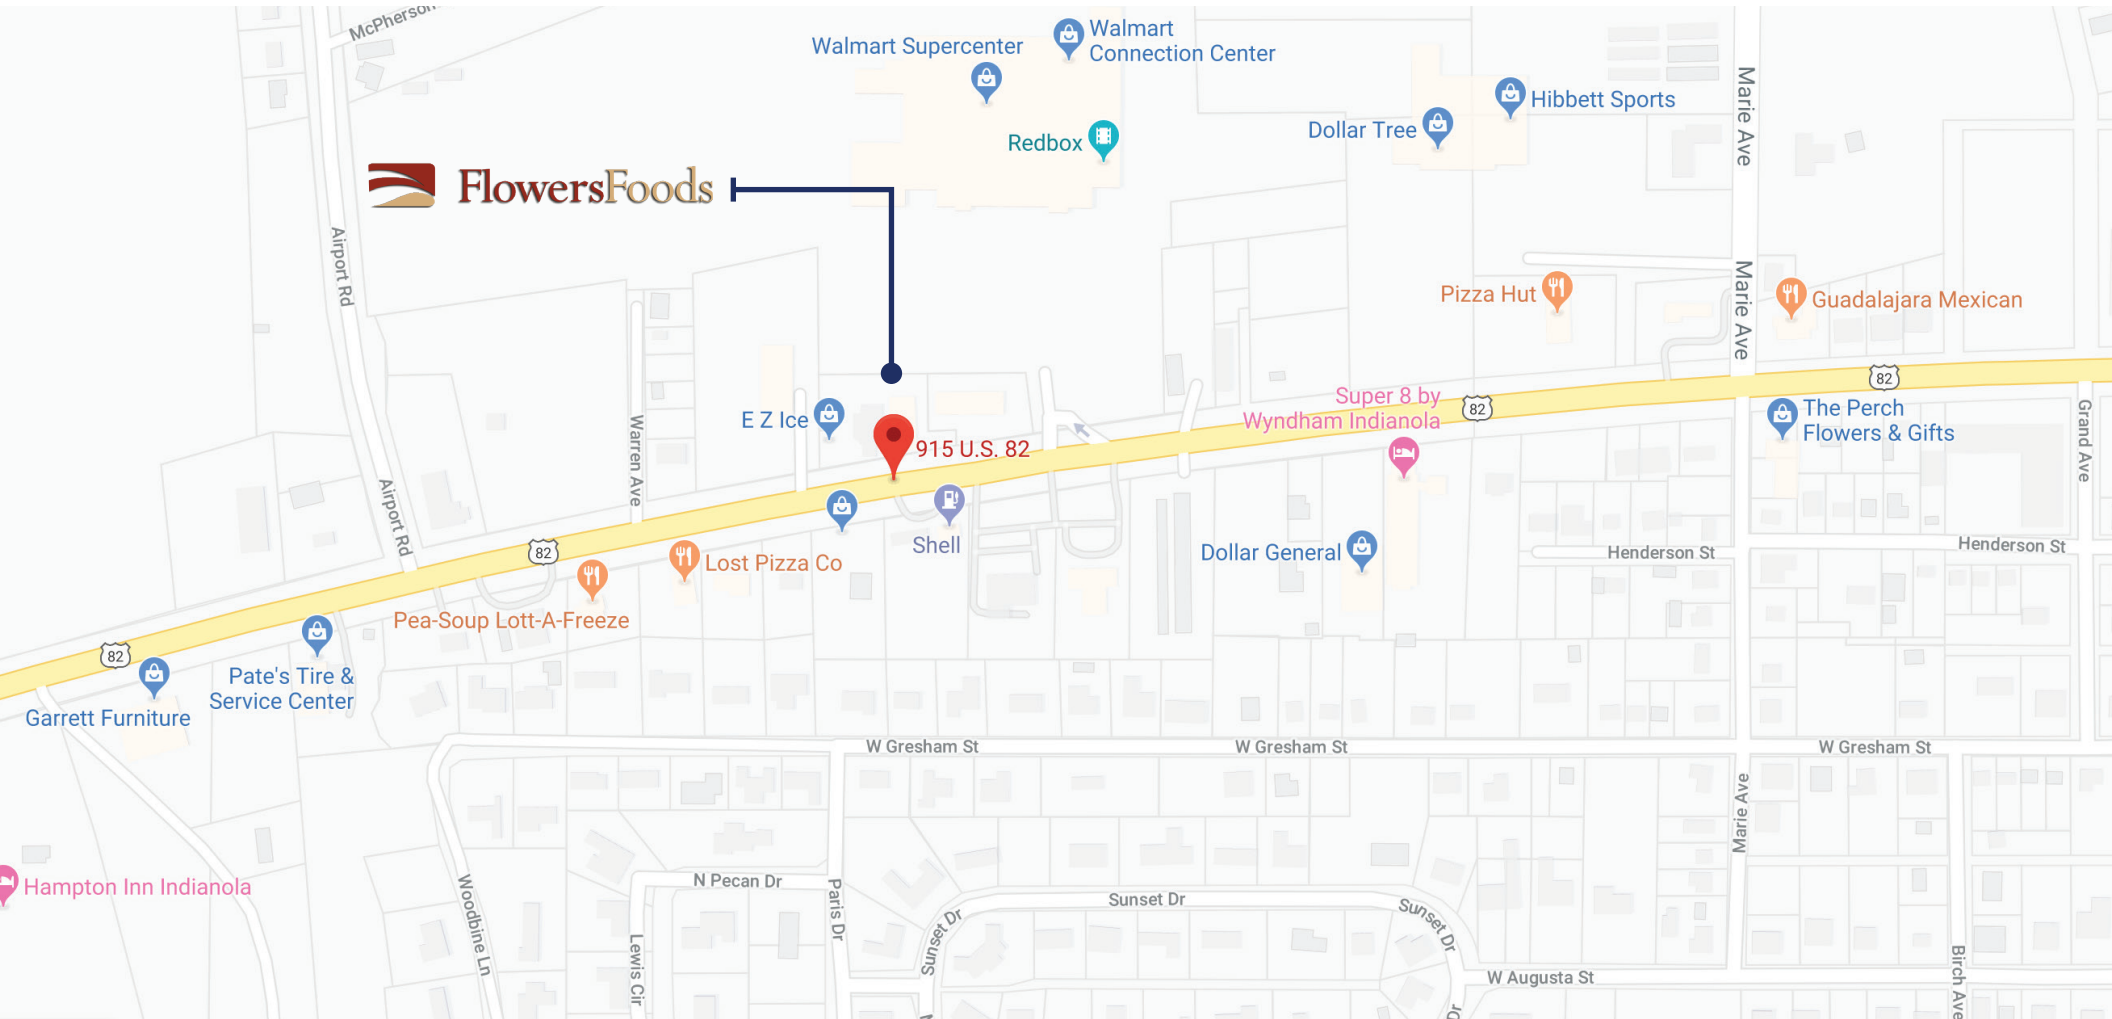 McPherson
Walmart Supercenter
Walmart
Connection Center
Redbox
Dollar Tree
Hibbett Sports
Marie Ave
FlowersFoods
Airport Rd
Pizza Hut
Marie Ave
Guadalajara Mexican
82
Super 8 by
Wyndham Indianola
82
The Perch
Flowers & Gifts
Grand Ave
E Z Ice
915 U.S. 82
Warren Ave
Airport Rd
82
Shell
Lost Pizza Co
Dollar General
Henderson St
Henderson St
Pea-Soup Lott-A-Freeze
82
Pate's Tire &
Service Center
Garrett Furniture
W Gresham St
W Gresham St
W Gresham St
Marie Ave
Hampton Inn Indianola
Woodbine Ln
N Pecan Dr
Paris Dr
Lewis Cir
Sunset Dr
Sunset Dr
Sunset Dr
W Augusta St
Birch Ave
Dr